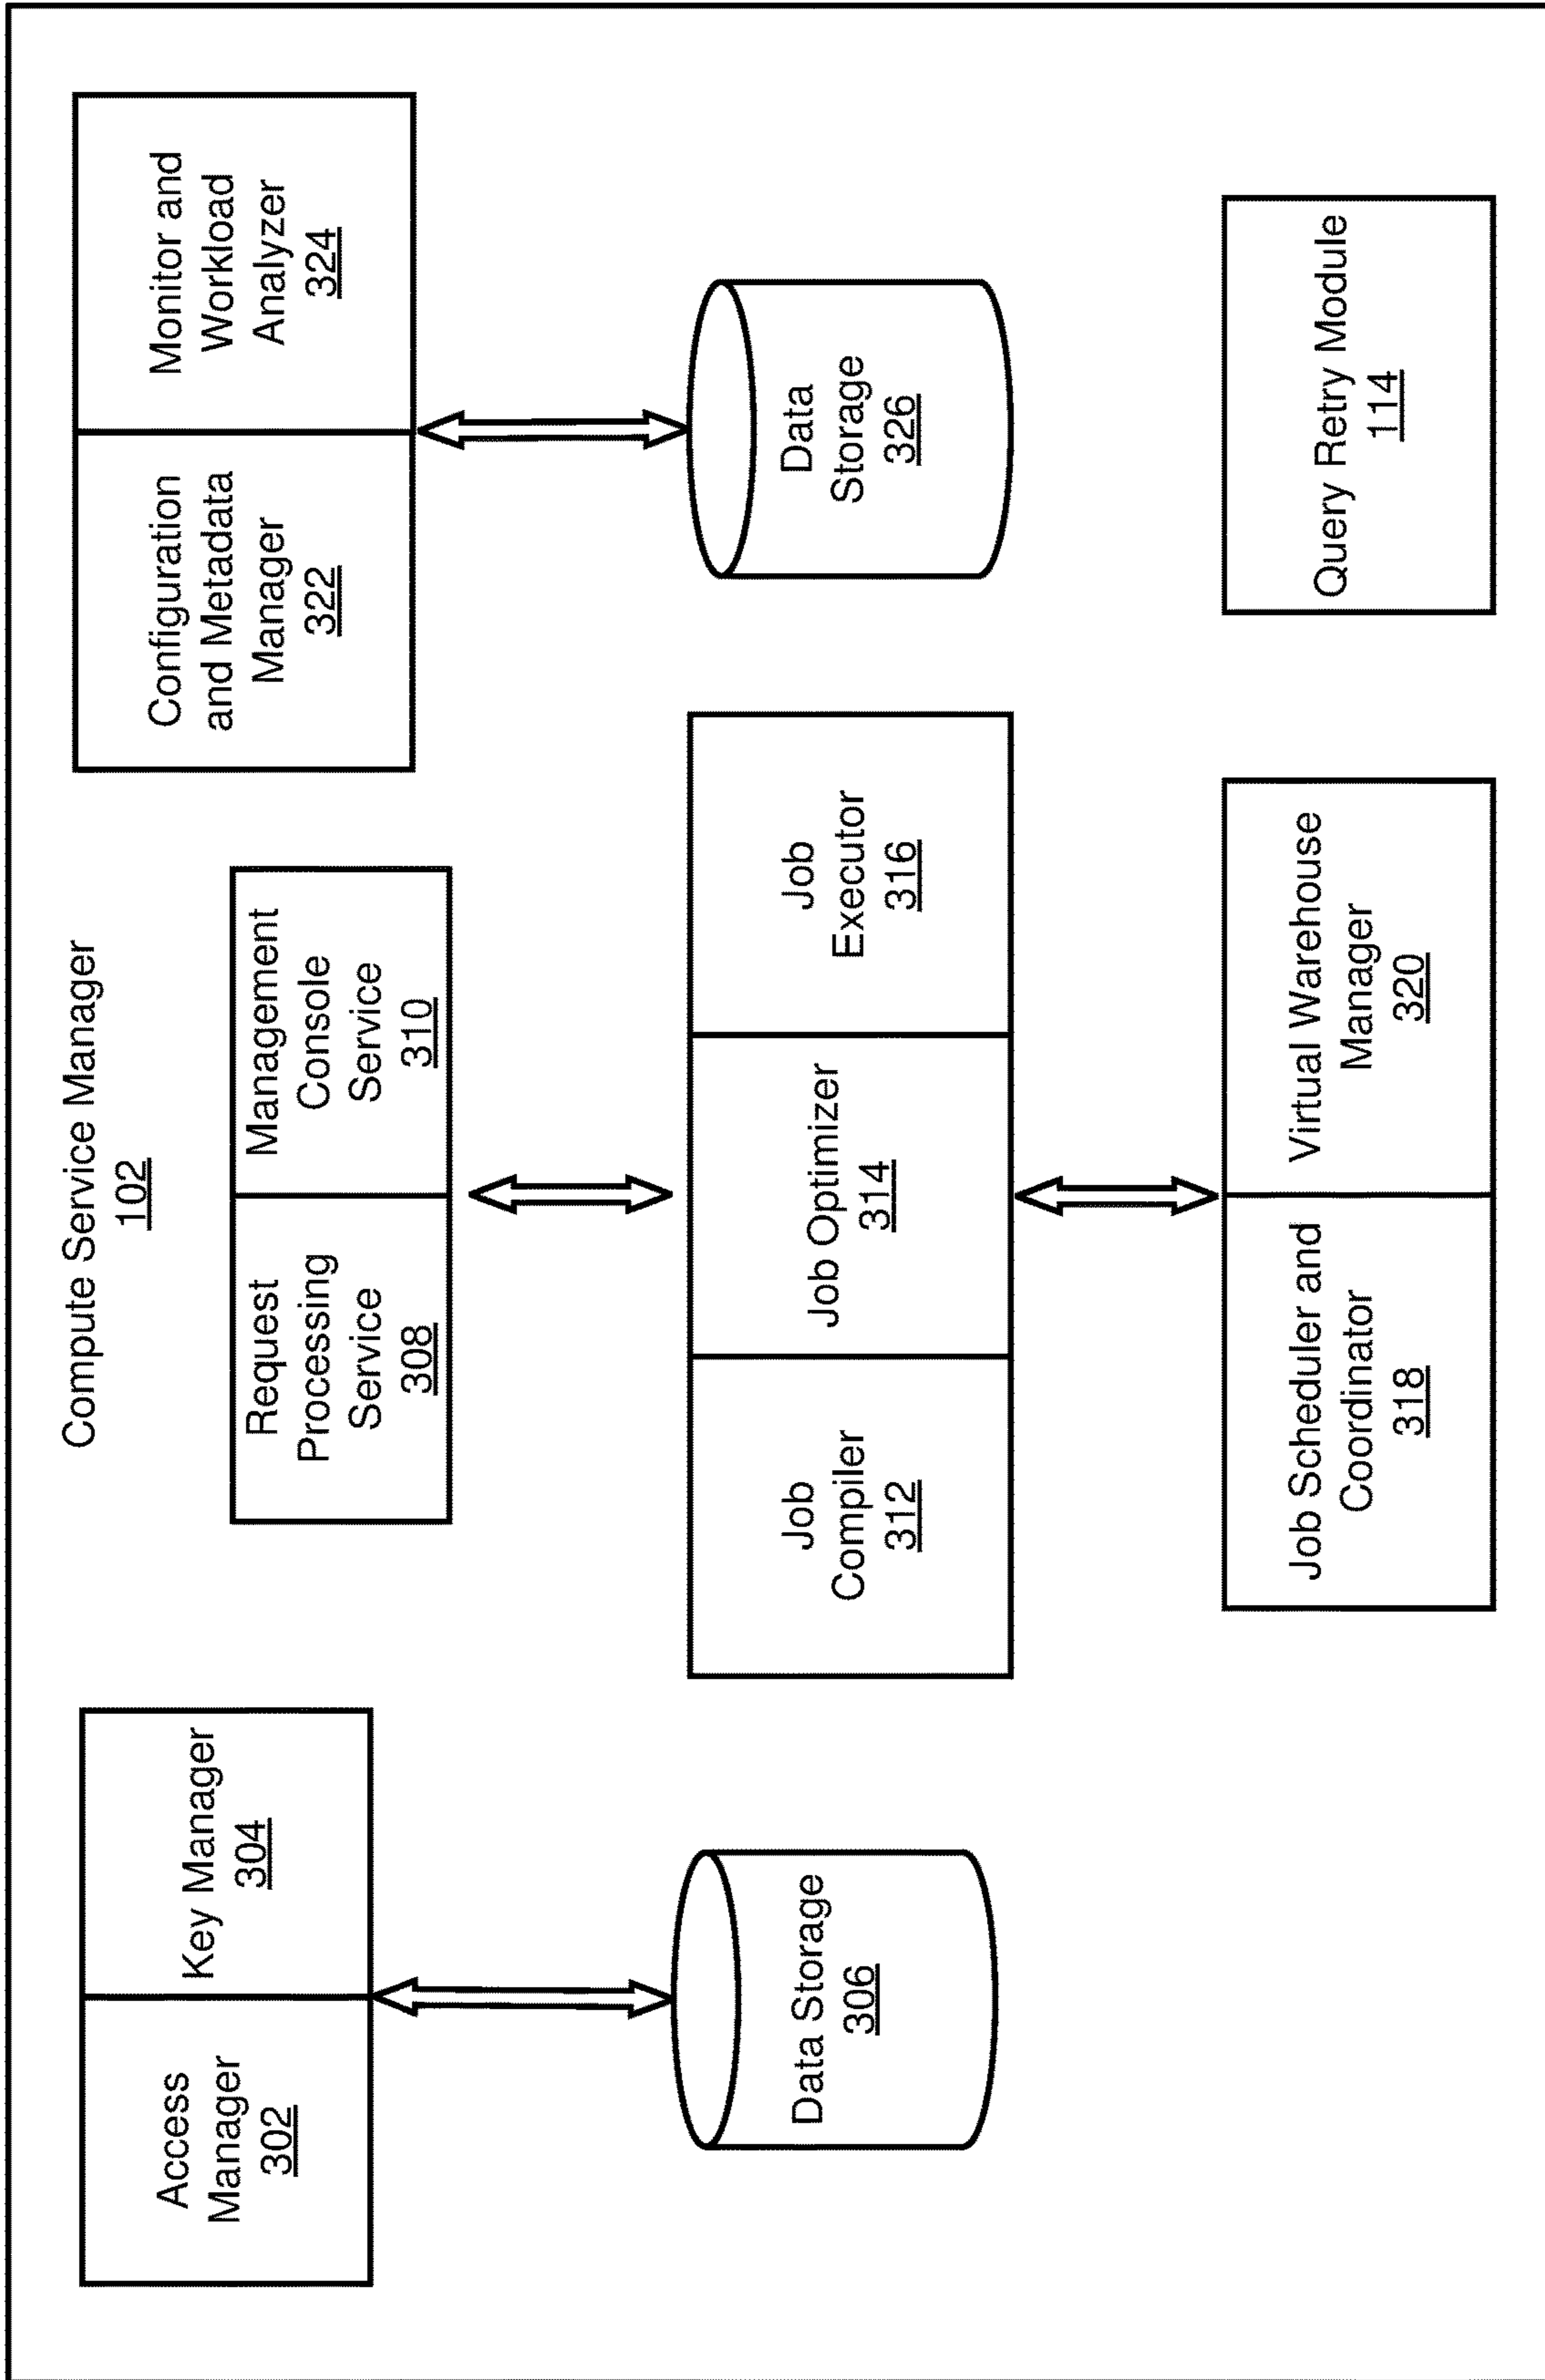 Compute Service Manager
102
Access
Manager
302
Key Manager
304
Data Storage
306
Request
Processing
Service
308
Management
Console
Service
310
Job
Compiler
312
Job Optimizer
314
Job
Executor
316
Job Scheduler and
Coordinator
318
Virtual Warehouse
Manager
320
Configuration
and Metadata
Manager
322
Monitor and
Workload
Analyzer
324
Data
Storage
326
Query Retry Module
114